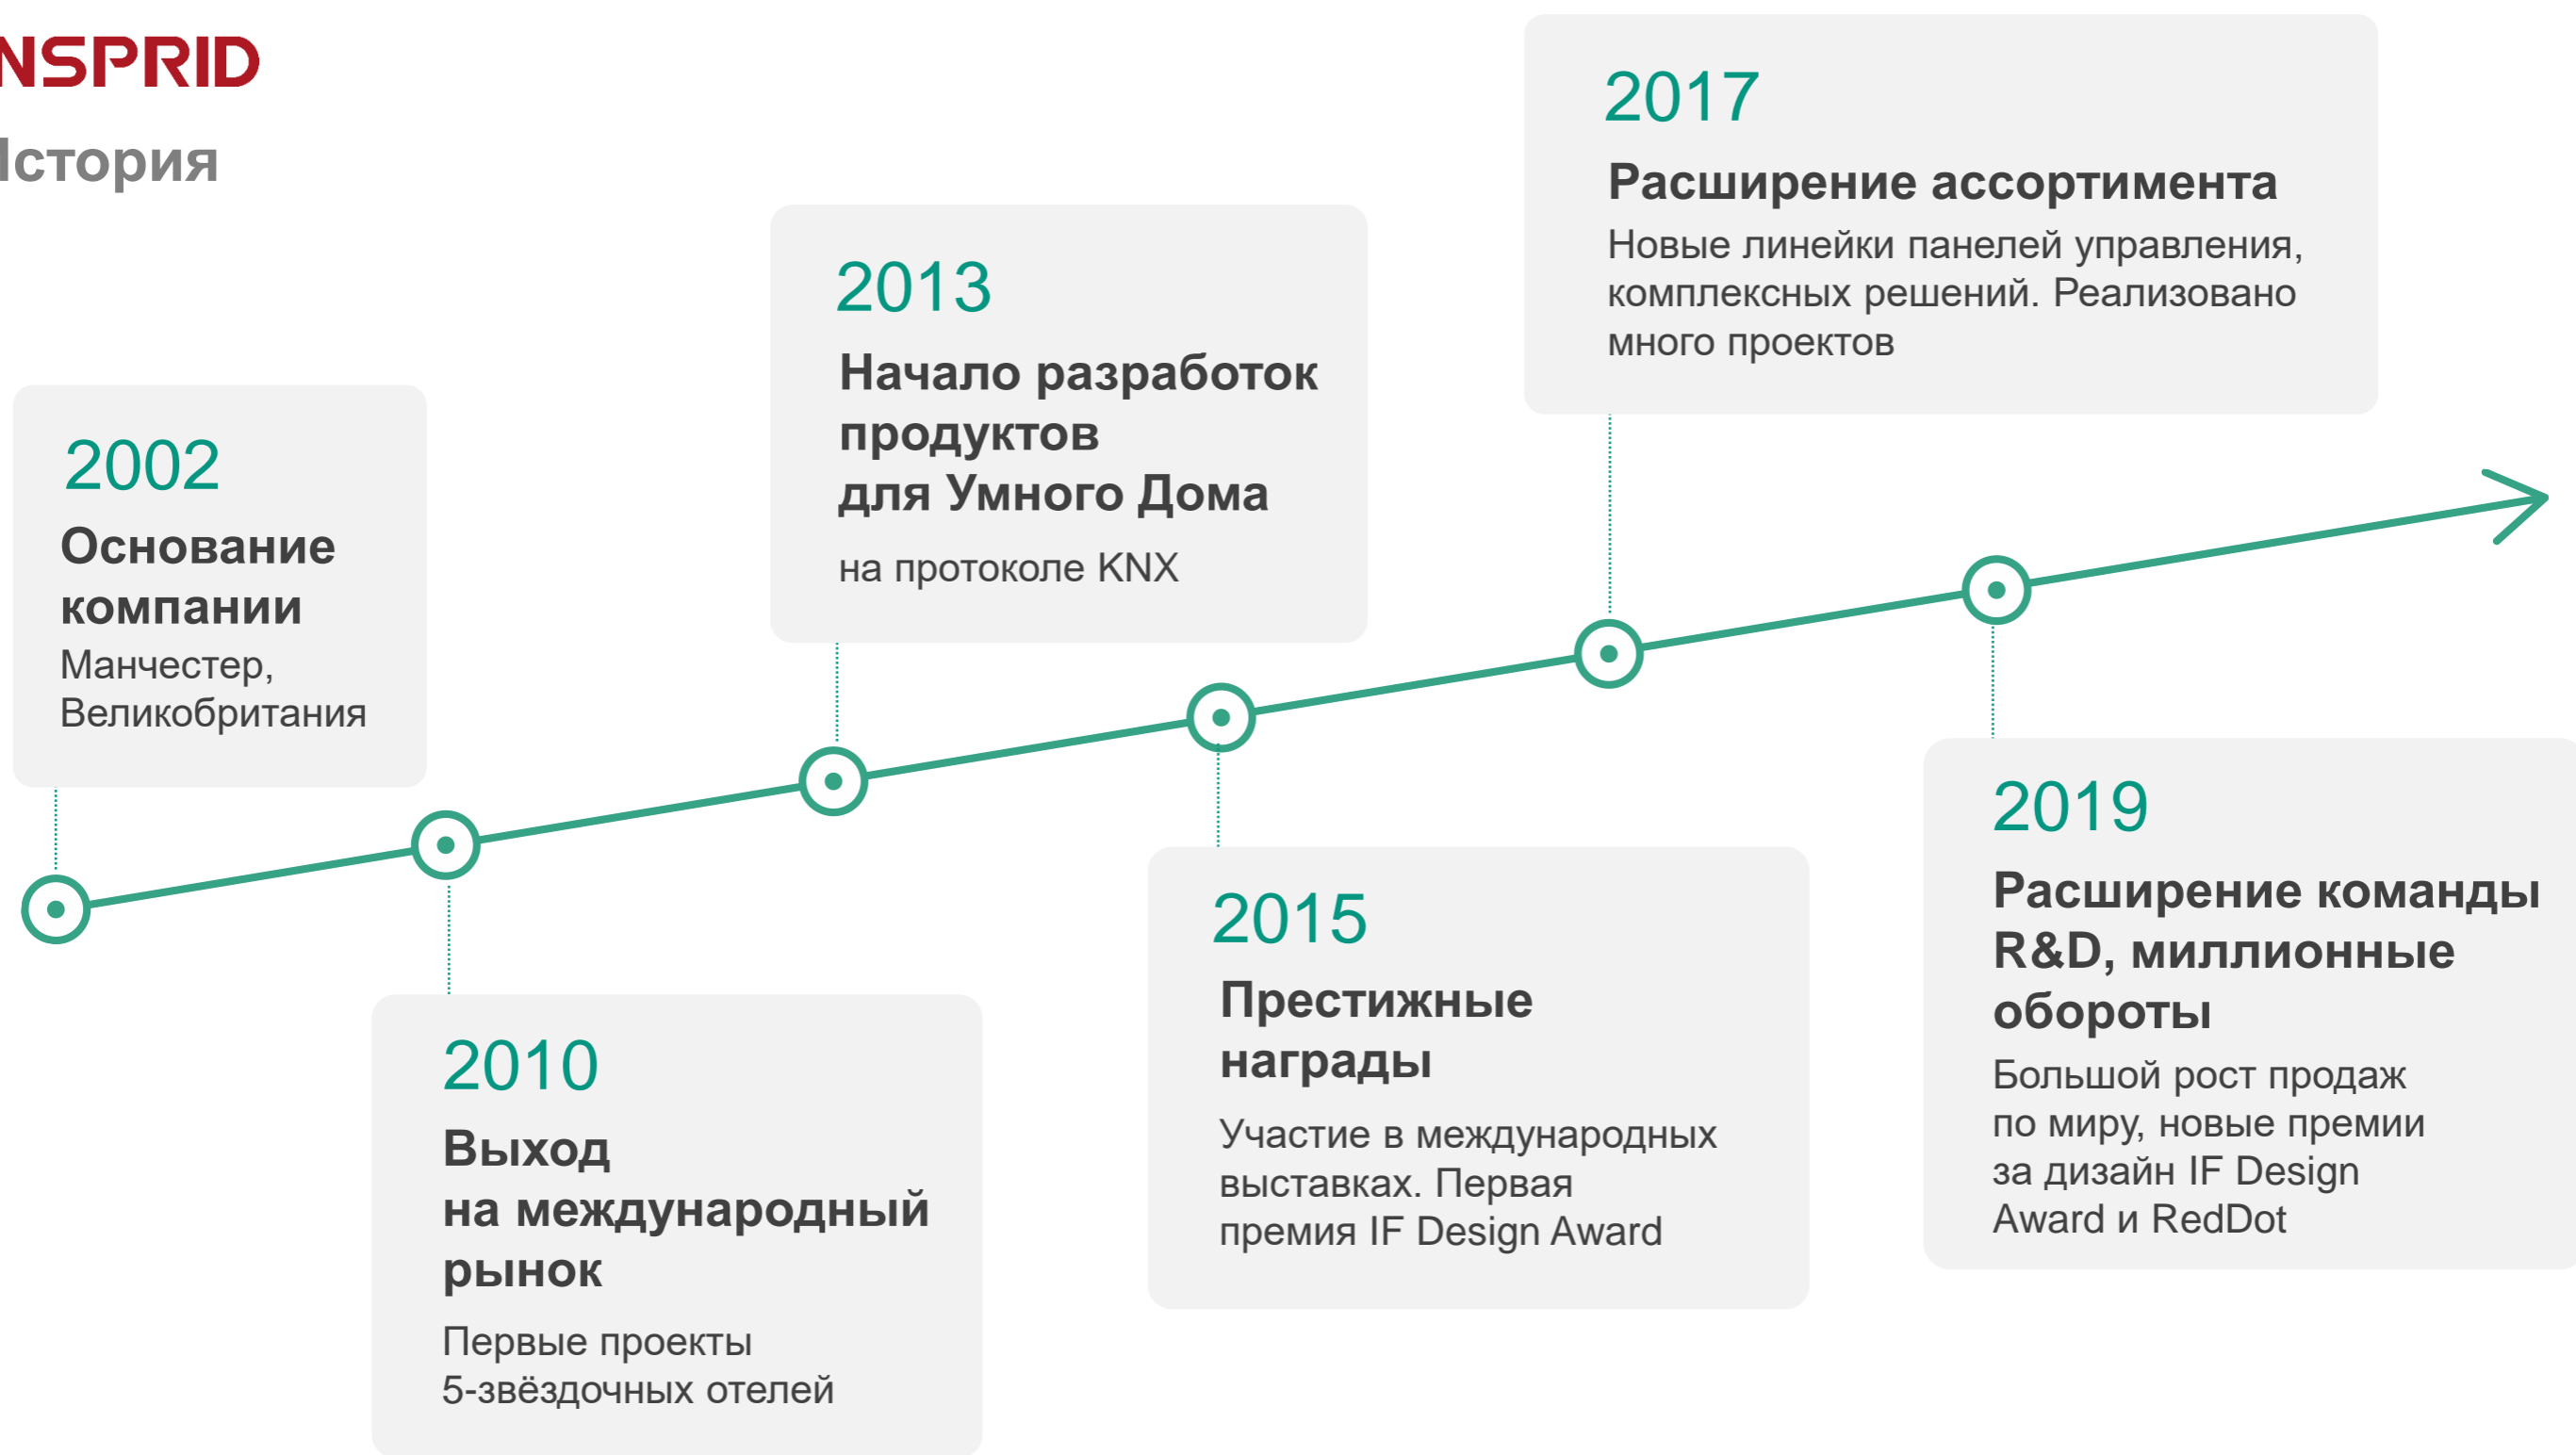 NSPRID
История
2002
Основание
компании
Манчестер,
Великобритания
2010
Выход
на международный
рынок
Первые проекты
5-звёздочных отелей
2013
Начало разработок
продуктов
для Умного Дома
на протоколе KNX
2015
Престижные
награды
Участие в международных
выставках. Первая
премия IF Design Award
2017
Расширение ассортимента
Новые линейки панелей управления,
комплексных решений. Реализовано
много проектов
2019
Расширение команды
R&D, миллионные
обороты
Большой рост продаж
по миру, новые премии
за дизайн IF Design
Award и RedDot